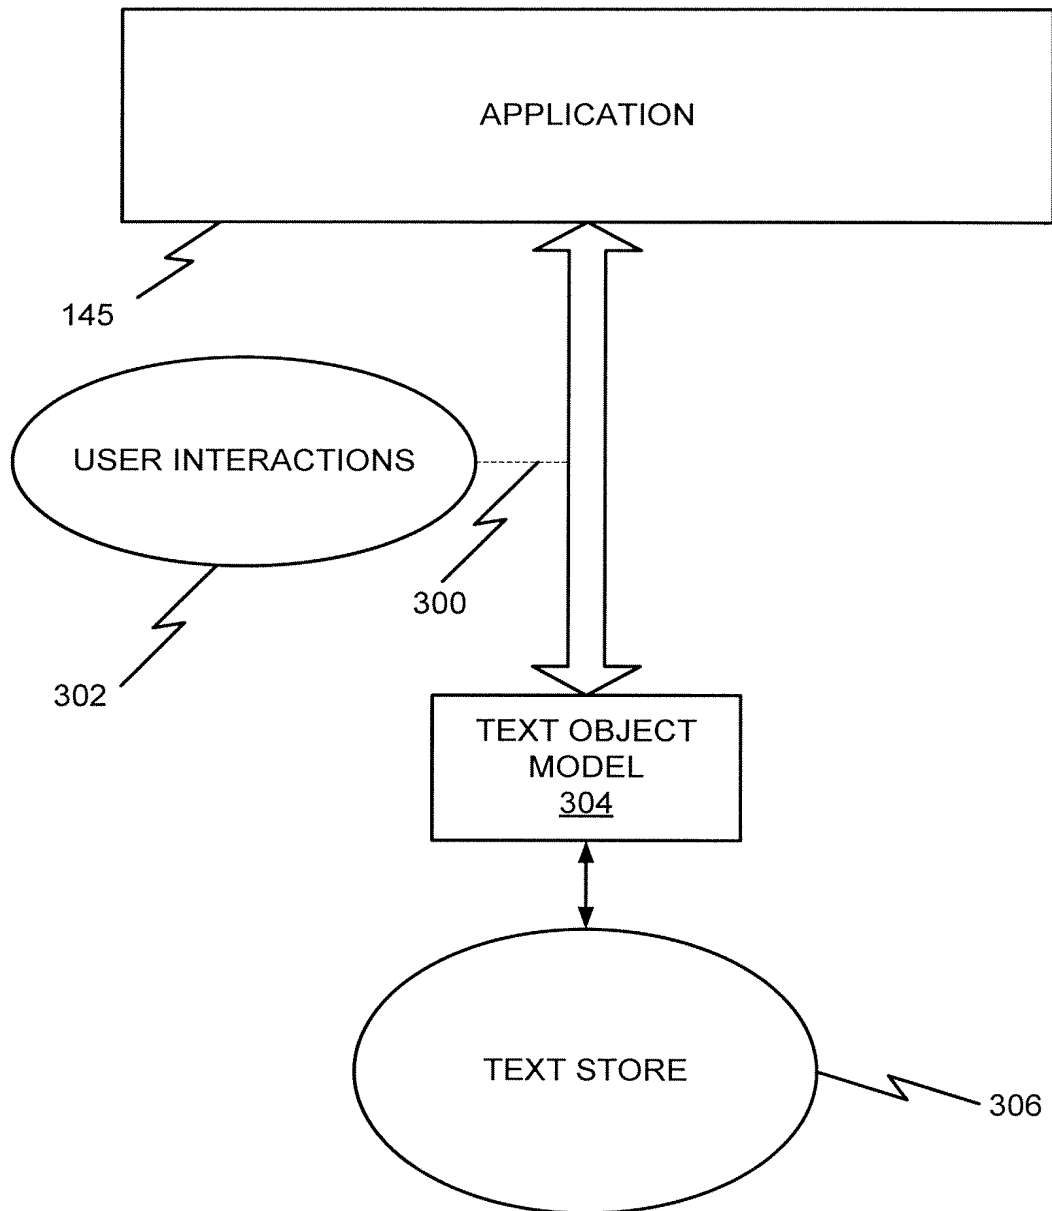 APPLICATION
145
USER INTERACTIONS
300
302
TEXT OBJECT
MODEL
304
TEXT STORE
306